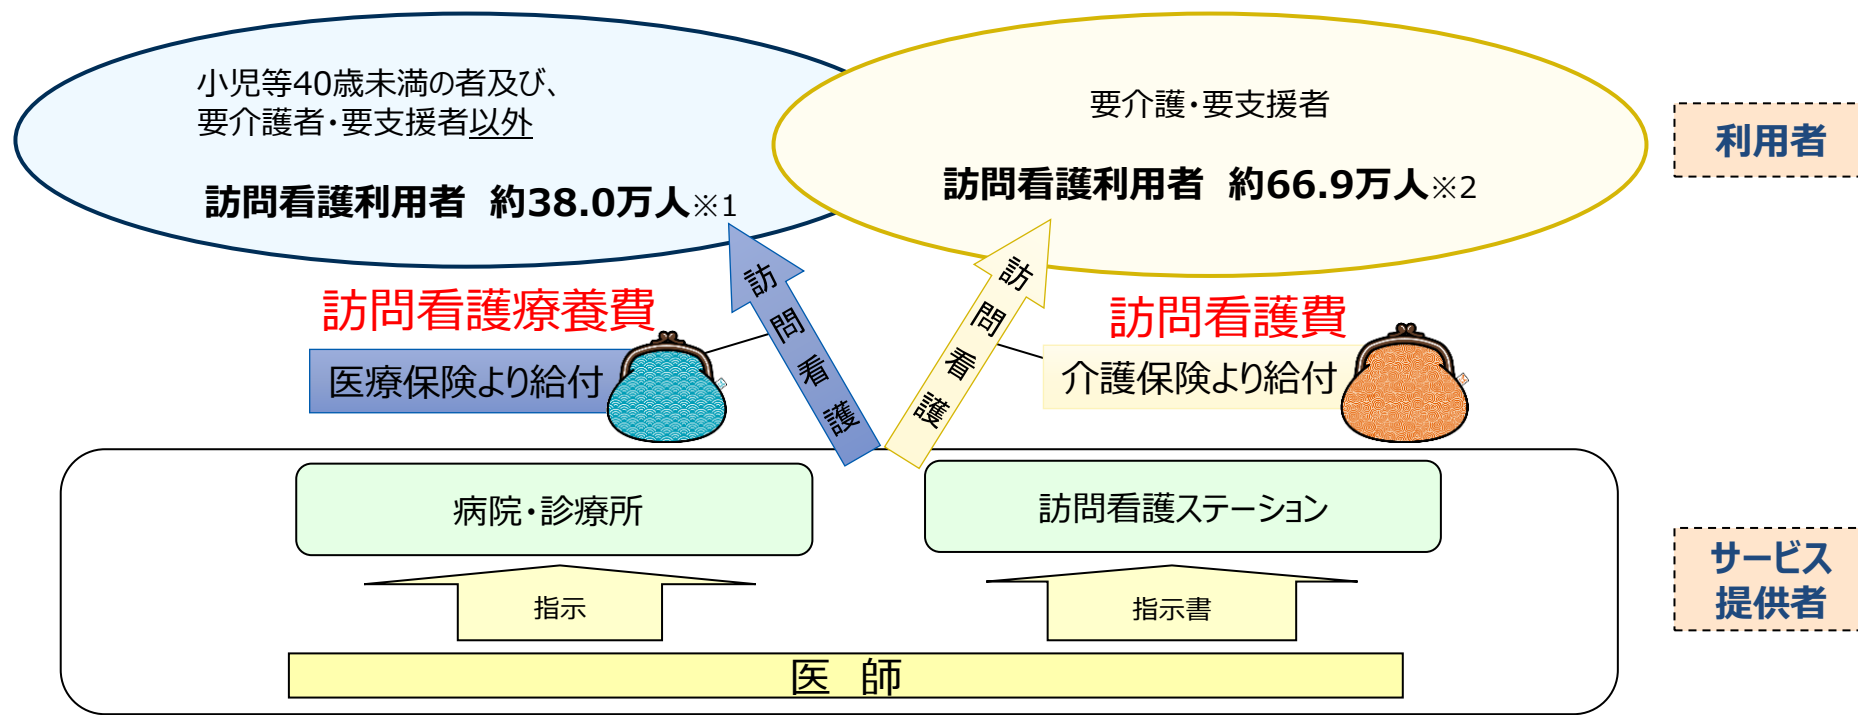 小児等40歳未満の者及び、
要介護者・要支援者以外
訪問看護利用者 約38.0万人※1
要介護・要支援者
訪問看護利用者 約66.9万人※2
利用者
訪問看護療養費
医療保険より給付
訪問看護
訪問看護
訪問看護費
介護保険より給付
病院・診療所
訪問看護ステーション
指示
指示書
医 師
サービス
提供者